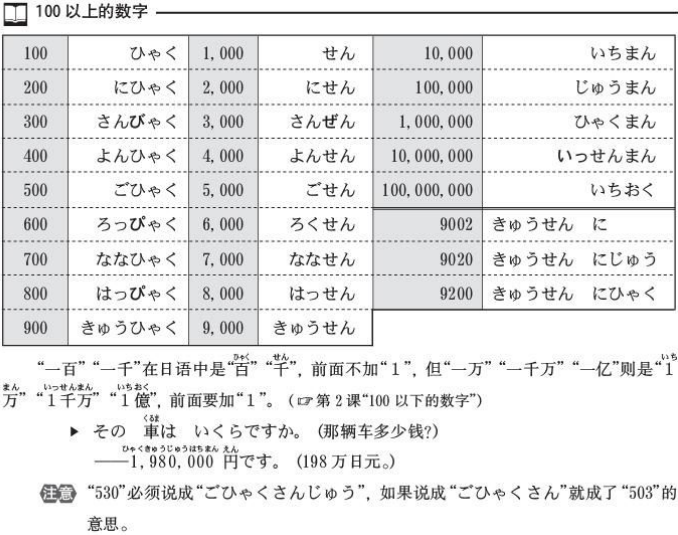 100 以上的数字
100 ひゃく 1,000 せん 10,000 いちまん
200 にひゃく 2,000 にせん 100,000 じゅうまん
300 さんびゃく 3,000 さんぜん 1,000,000 ひゃくまん
400 よんひゃく 4,000 よんせん 10,000,000 いっせんまん
500 ごひゃく 5,000 ごせん 100,000,000 いちおく
600 ろっぴゃく 6,000 ろくせん 9002 きゅうせん に
700 ななひゃく 7,000 ななせん 9020 きゅうせん にじゅう
800 はっぴゃく 8,000 はっせん 9200 きゅうせん にひゃく
900 きゅうひゃく 9,000 きゅうせん
ひゃく せん いち
“一百”“一千”在日语中是“百”“千”，前面不加“1”，但“一万”“一千万”“一亿”则是“1
まん いっせんまん いちおく
万”“1千万”“1億”，前面要加“1”。（☞第 2 课“100 以下的数字”）
くるま
▶ その 車は いくらですか。（那辆车多少钱?）
ひゃくきゅうじゅうはちまん えん
——1,980,000 円です。（198 万日元。）
注意 “530”必须说成“ごひゃくさんじゅう”，如果说成“ごひゃくさん”就成了“503”的
意思。